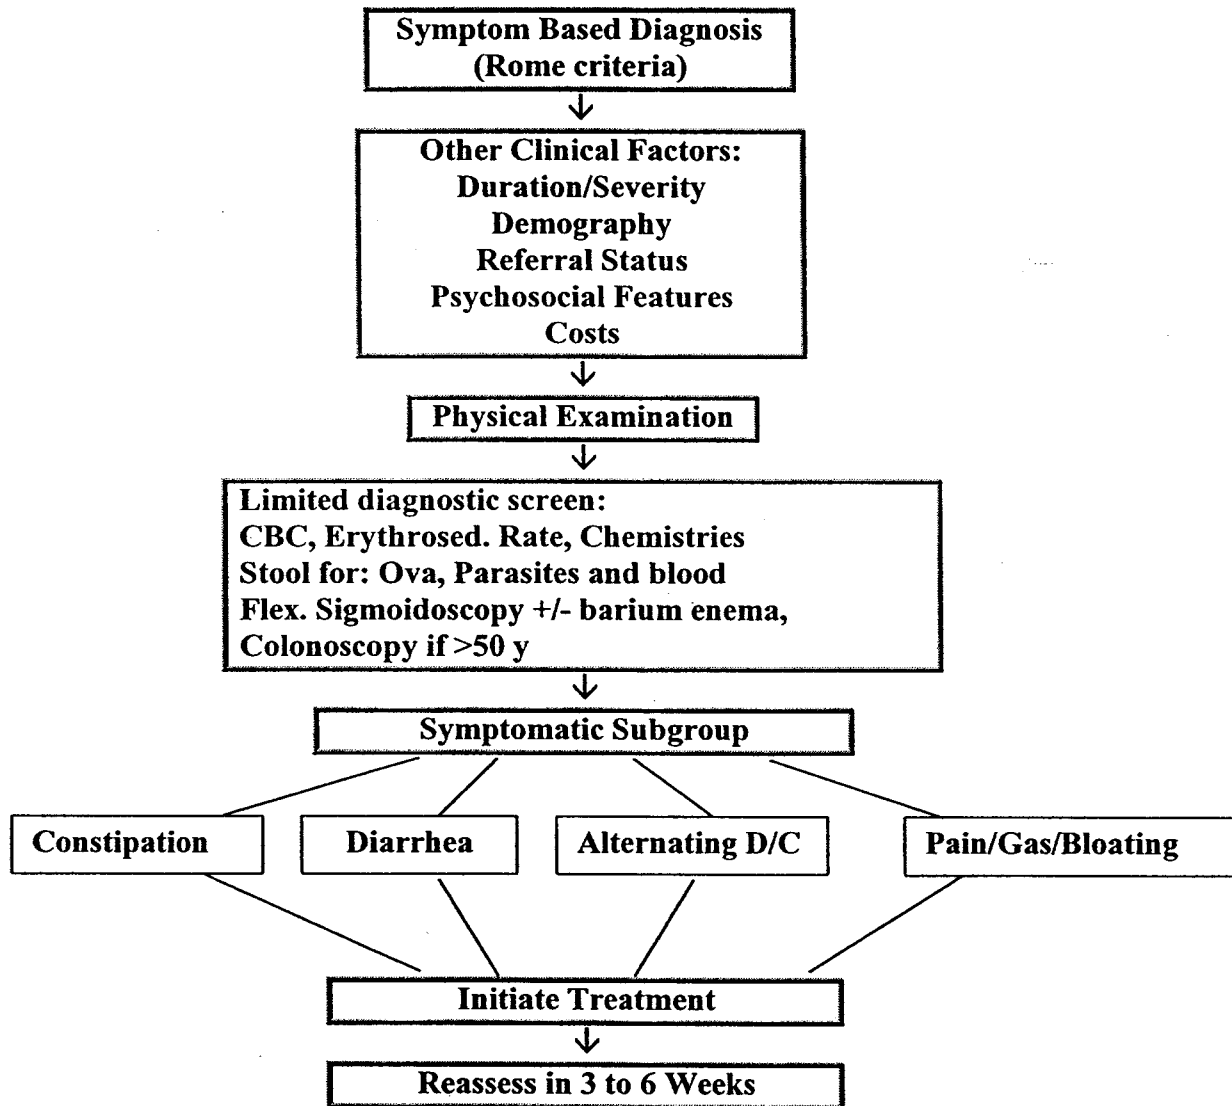 Symptom Based Diagnosis
(Rome criteria)
Other Clinical Factors:
Duration/Severity
Demography
Referral Status
Psychosocial Features
Costs
Physical Examination
Limited diagnostic screen:
CBC, Erythrosed. Rate, Chemistries
Stool for: Ova, Parasites and blood
Flex. Sigmoidoscopy +/- barium enema,
Colonoscopy if >50 y
Symptomatic Subgroup
Constipation
Diarrhea
Alternating D/C
Pain/Gas/Bloating
Initiate Treatment
Reassess in 3 to 6 Weeks